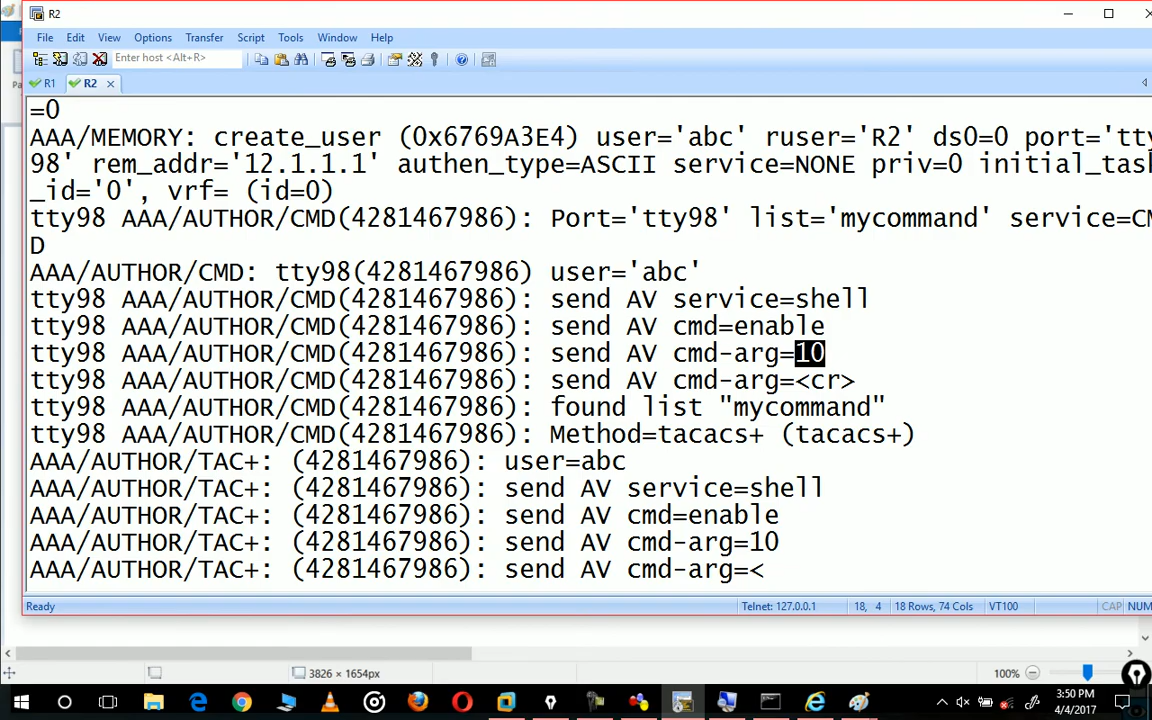 R2
File Edit View Options Transfer Script Tools Window Help
Enter host <Alt+R>
R1 R2
=0
AAA/MEMORY: create_user (0x6769A3E4) user='abc' ruser='R2' ds0=0 port='tty
98' rem_addr='12.1.1.1' authen_type=ASCII service=NONE priv=0 initial_task
_id='0', vrf= (id=0)
tty98 AAA/AUTHOR/CMD(4281467986): Port='tty98' list='mycommand' service=CM
D
AAA/AUTHOR/CMD: tty98(4281467986) user='abc'
tty98 AAA/AUTHOR/CMD(4281467986): send AV service=shell
tty98 AAA/AUTHOR/CMD(4281467986): send AV cmd=enable
tty98 AAA/AUTHOR/CMD(4281467986): send AV cmd-arg=10
tty98 AAA/AUTHOR/CMD(4281467986): send AV cmd-arg=<cr>
tty98 AAA/AUTHOR/CMD(4281467986): found list "mycommand"
tty98 AAA/AUTHOR/CMD(4281467986): Method=tacacs+ (tacacs+)
AAA/AUTHOR/TAC+: (4281467986): user=abc
AAA/AUTHOR/TAC+: (4281467986): send AV service=shell
AAA/AUTHOR/TAC+: (4281467986): send AV cmd=enable
AAA/AUTHOR/TAC+: (4281467986): send AV cmd-arg=10
AAA/AUTHOR/TAC+: (4281467986): send AV cmd-arg=<
Ready Telnet: 127.0.0.1 18, 4 18 Rows, 74 Cols VT100 CAP NUM
3826 × 1654px 100%
3:50 PM
4/4/2017